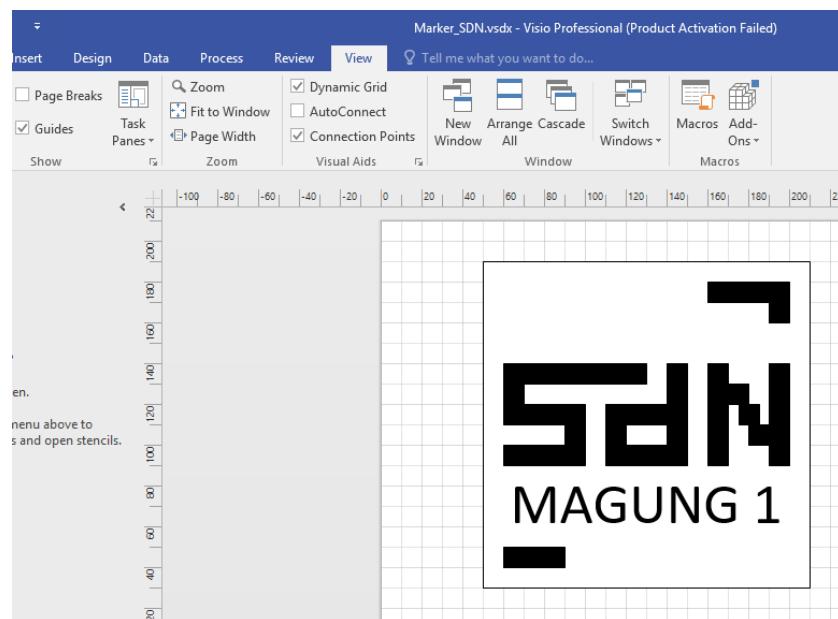 Marker_SDN.vsdx - Visio Professional (Product Activation Failed)
Insert Design Data Process Review View Tell me what you want to do...
Page Breaks
Guides
Task Panes
Show
Zoom
Fit to Window
Page Width
Zoom
Dynamic Grid
AutoConnect
Connection Points
Visual Aids
New Window
Arrange All
Cascade
Switch Windows
Window
Macros
Add-Ons
Macros
-100 -80 -60 -40 -20 0 20 40 60 80 100 120 140 160 180 200
22
200
180
160
140
120
100
80
60
40
20
en.
menu above to
s and open stencils.
SdN
MAGUNG 1